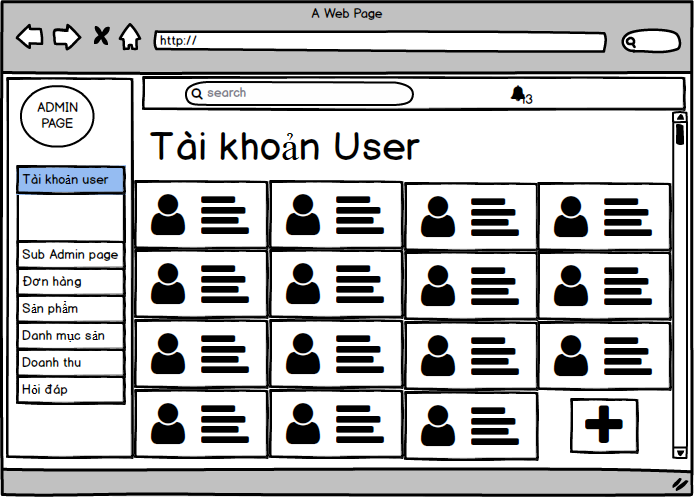 A Web Page
http://
search
13
ADMIN
PAGE
Tài khoản User
Tài khoản user
Sub Admin page
Đơn hàng
Sản phẩm
Danh mục sản
Doanh thu
Hỏi đáp